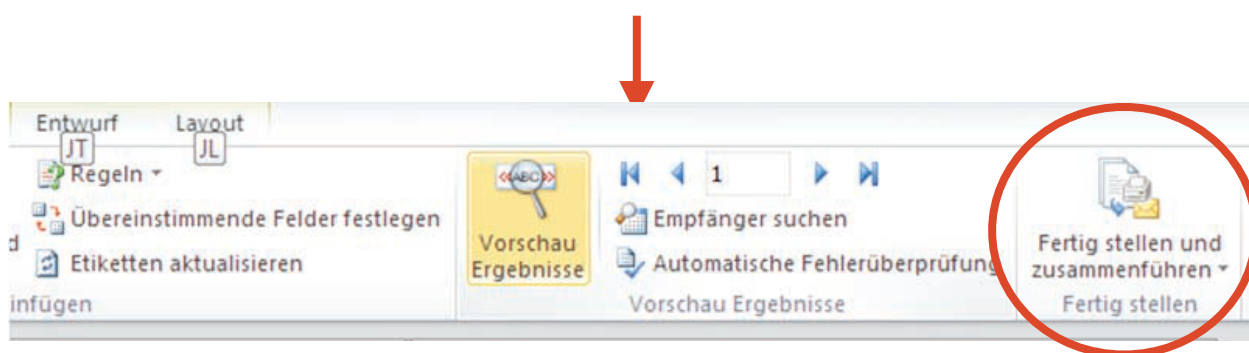 Entwurf Layout
JT JL
Regeln
Übereinstimmende Felder festlegen
d
Etiketten aktualisieren
infügen
«ABC»
Vorschau
Ergebnisse
1
Empfänger suchen
Automatische Fehlerüberprüfung
Vorschau Ergebnisse
Fertig stellen und
zusammenführen
Fertig stellen